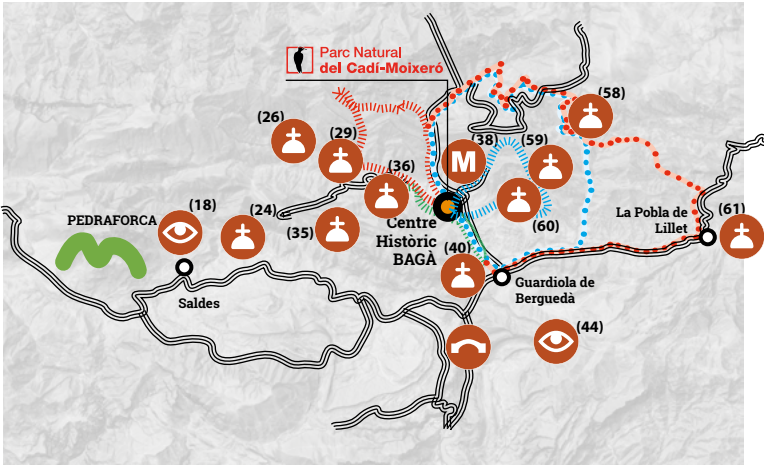 Parc Natural
del Cadí-Moixeró
(58)
(26)
(29)
(38)
(59)
M
(36)
(18)
(24)
(61)
PEDRAFORCA
La Pobla de
Lillet
(35)
Centre
Històric
BAGÀ
(60)
(40)
Saldes
Guardiola de
Berguedà
(44)